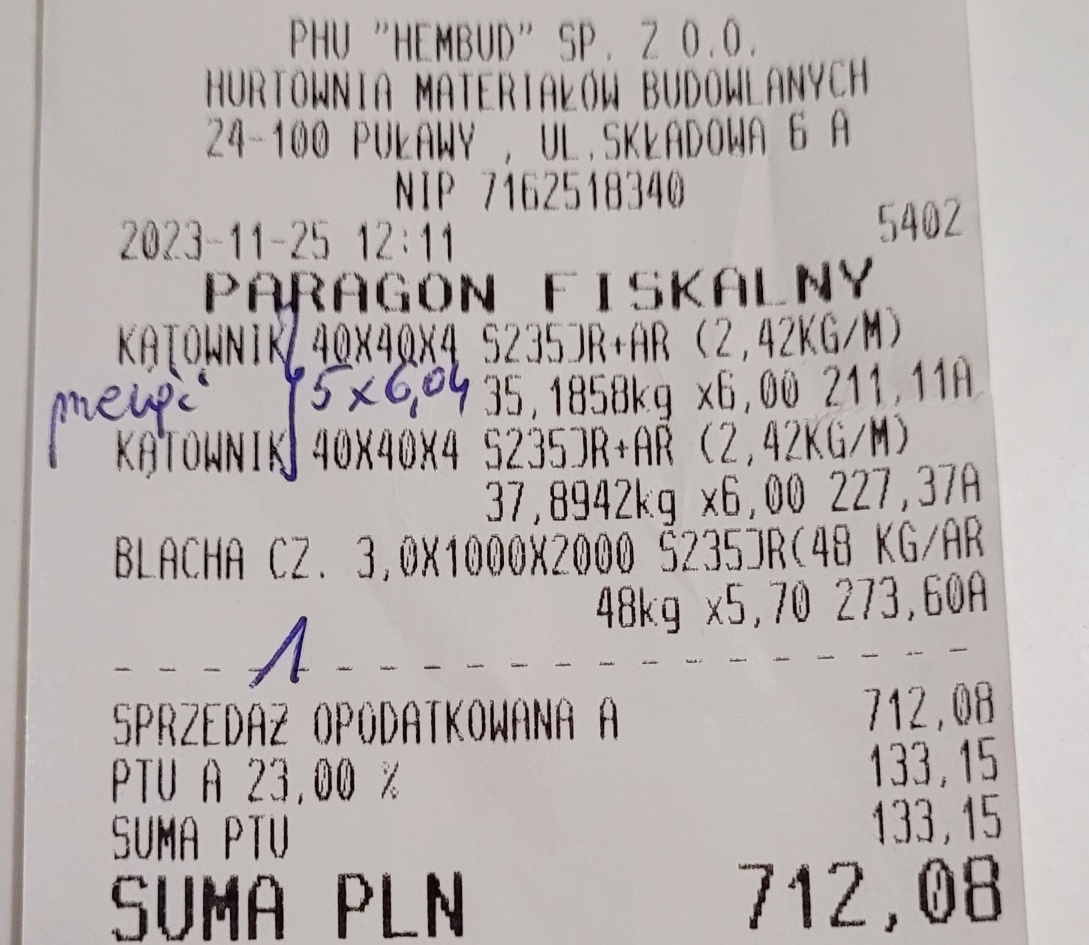 PHU "HEMBUD" SP. Z O.O.
HURTOWNIA MATERIAŁÓW BUDOWLANYCH
24-100 PUŁAWY , UL.SKŁADOWA 6 A
NIP 7162518340
2023-11-25 12:11 5402
PARAGON FISKALNY
KĄTOWNIK 40X40X4 S235JR+AR (2,42KG/M)
5x6,04 35,1858kg x6,00 211,11A
KĄTOWNIK 40X40X4 S235JR+AR (2,42KG/M)
37,8942kg x6,00 227,37A
BLACHA CZ. 3,0X1000X2000 S235JR(48 KG/AR
48kg x5,70 273,60A
1
SPRZEDAŻ OPODATKOWANA A 712,08
PTU A 23,00 % 133,15
SUMA PTU 133,15
SUMA PLN 712,08